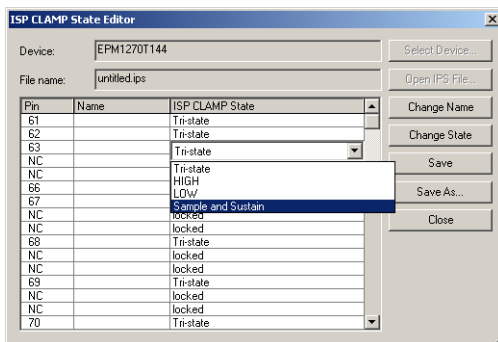 ISP CLAMP State Editor
Device: EPM1270T144 Select Device...
File name: untitled.ips Open IPS File...
Pin Name ISP CLAMP State Change Name
61 Tri-state
62 Tri-state Change State
63 Tri-state
NC Tri-state Save
NC HIGH
66 LOW Save As...
67 Sample and Sustain
NC locked Close
NC locked
68 Tri-state
NC locked
NC locked
69 Tri-state
NC locked
NC locked
70 Tri-state